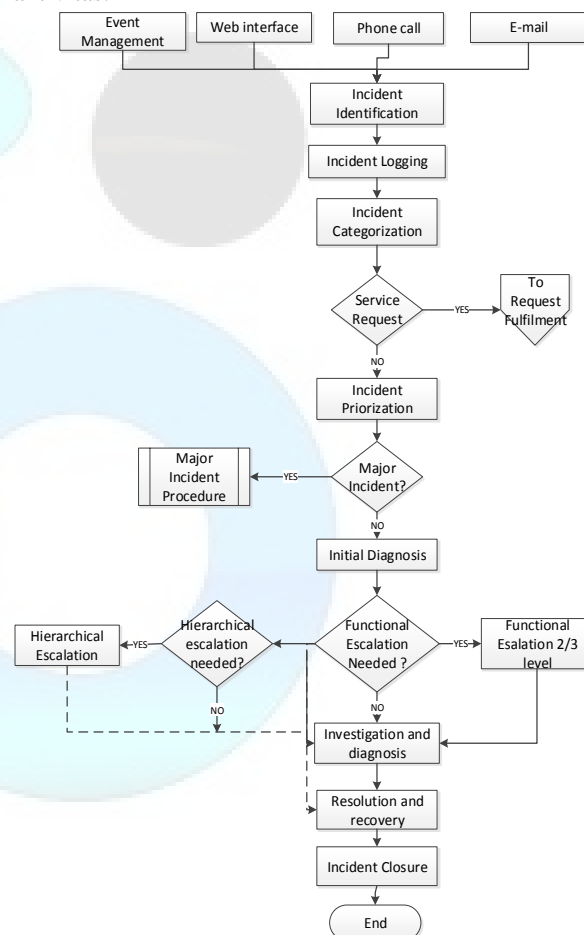 Event
Management
Web interface
Phone call
E-mail
Incident
Identification
Incident Logging
Incident
Categorization
Service
Request
YES
To
Request
Fulfilment
NO
Incident
Priorization
Major
Incident?
YES
Major
Incident
Procedure
NO
Initial Diagnosis
Functional
Escalation
Needed ?
YES
Functional
Esalation 2/3
level
Hierarchical
escalation
needed?
YES
Hierarchical
Escalation
NO
NO
Investigation and
diagnosis
Resolution and
recovery
Incident Closure
End